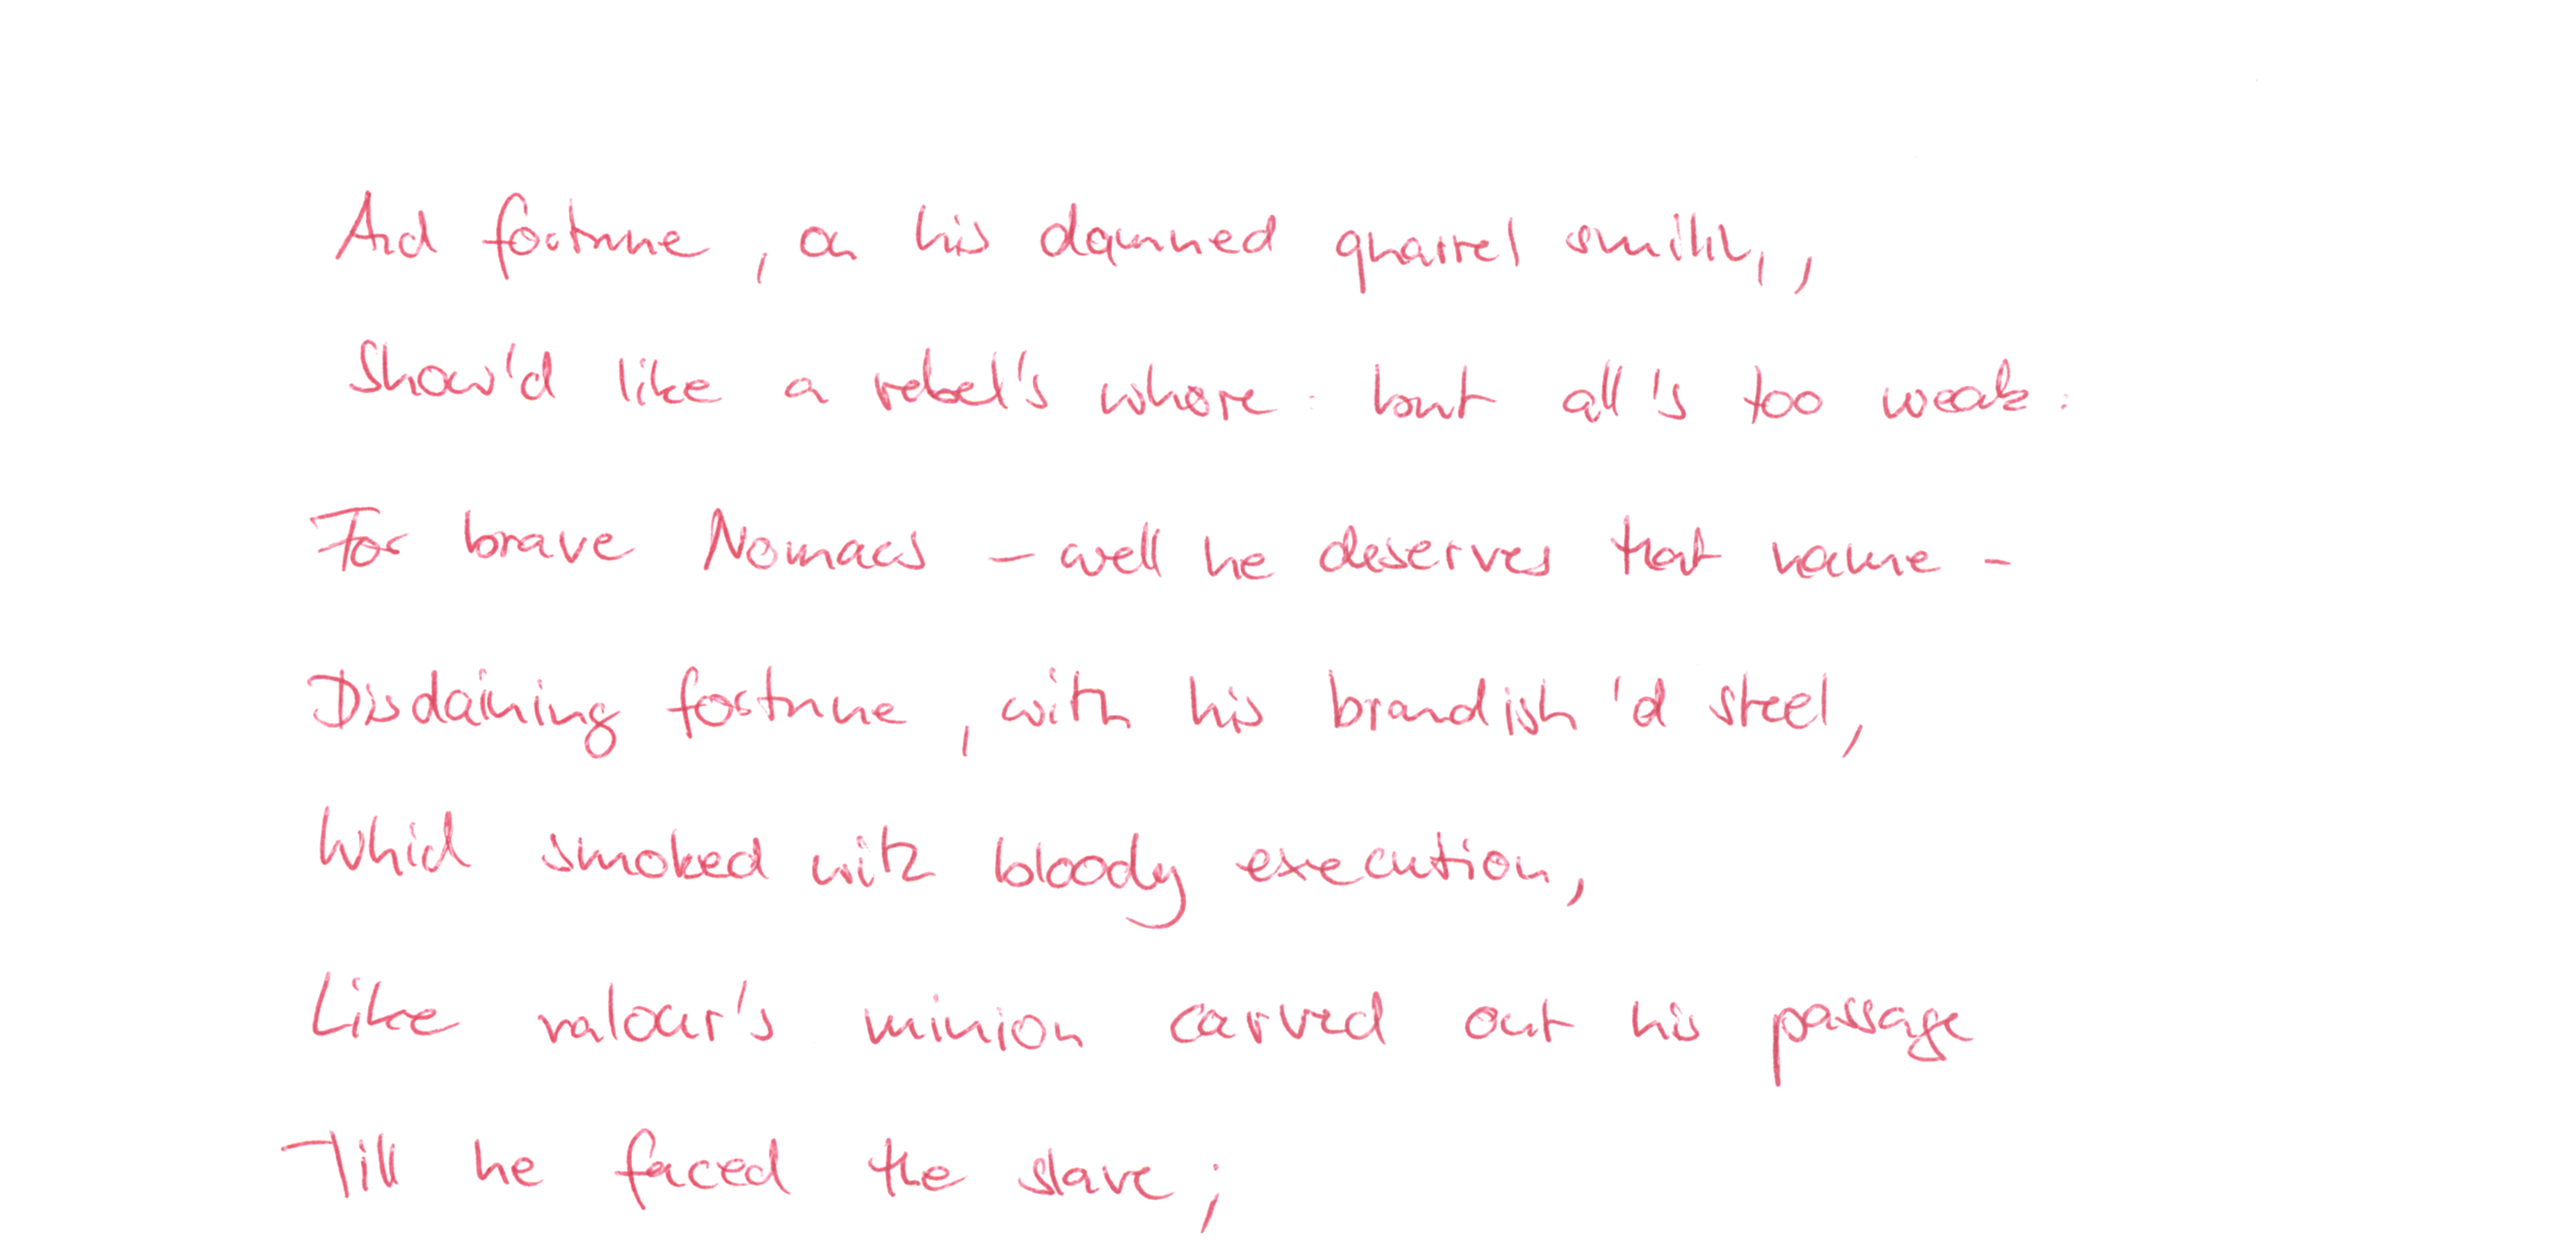 And fortune, on his damned quarrel smiling,
Show'd like a rebel's whore: but all's too weak:
For brave Nomacs - well he deserves that name -
Disdaining fortune, with his brandish'd steel,
Which smoked with bloody execution,
Like valour's minion carved out his passage
Till he faced the slave;